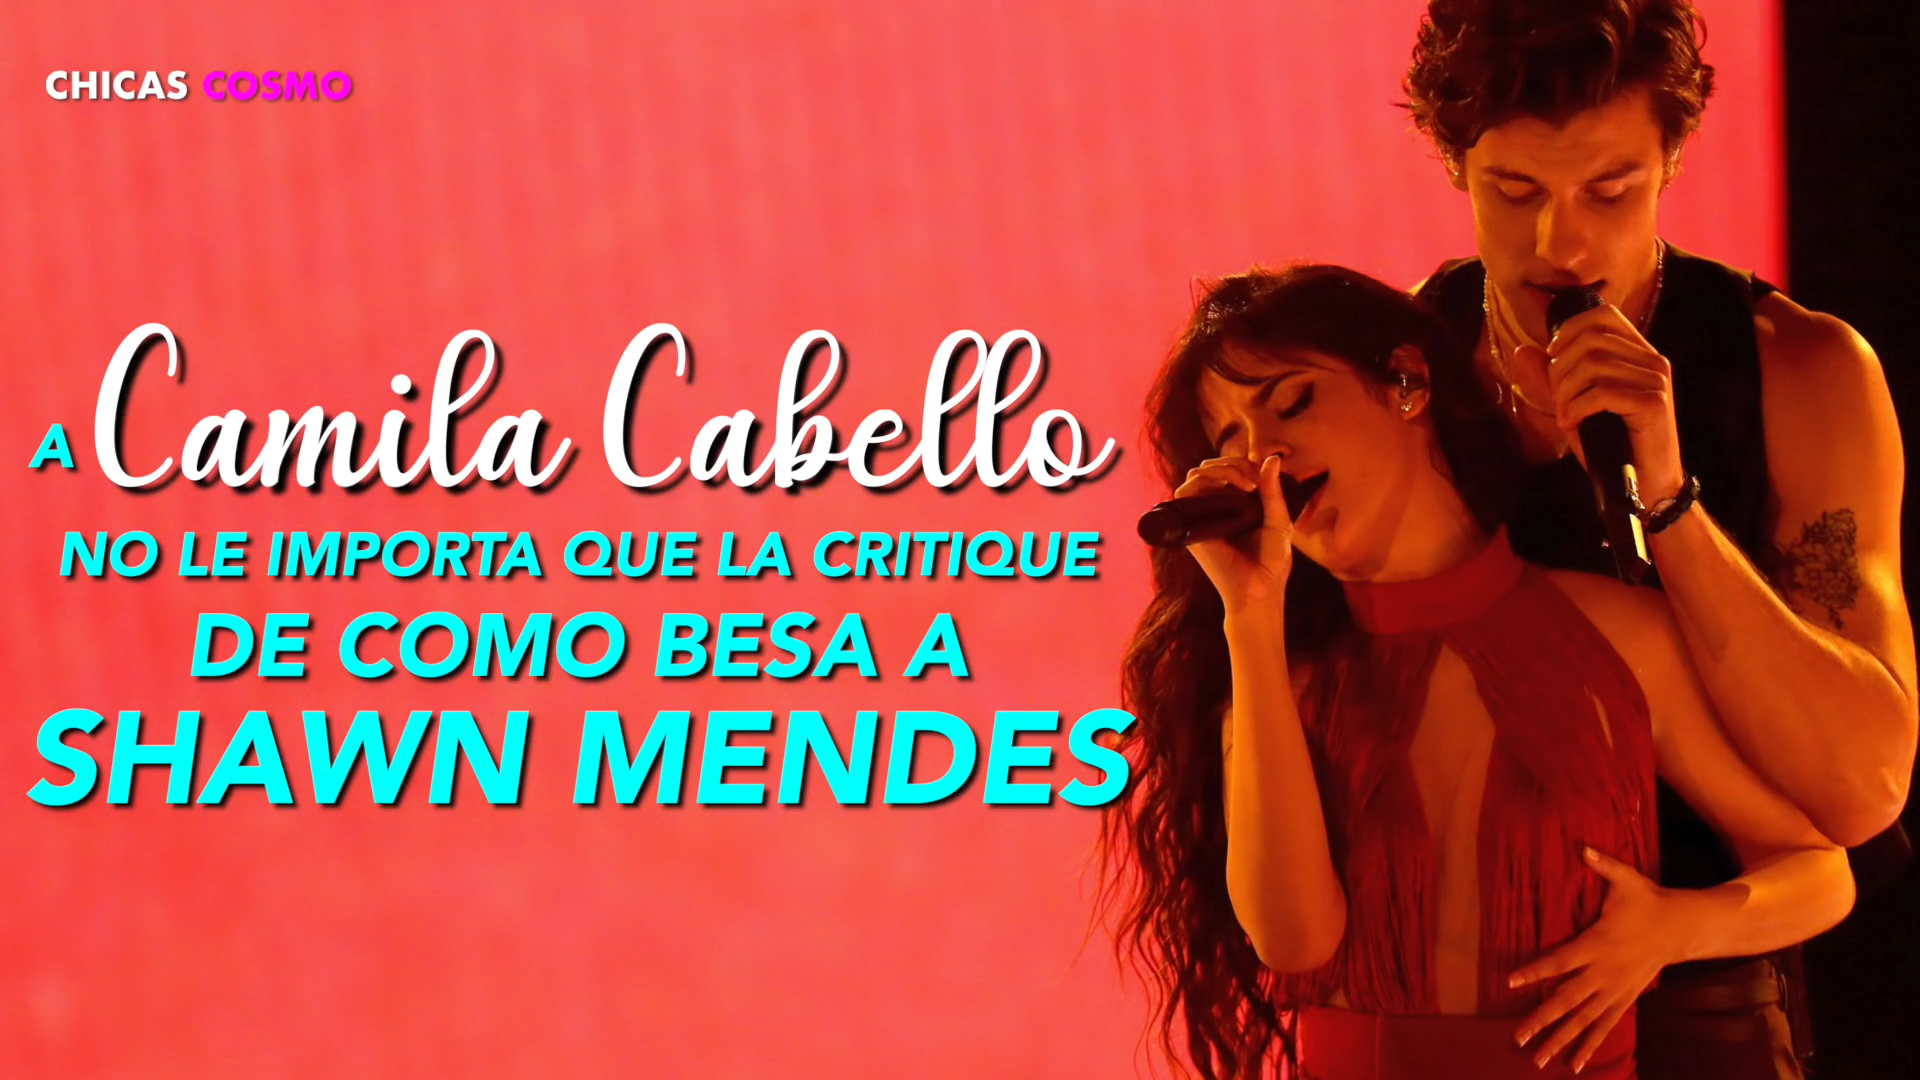 CHICAS COSMO
A Camila Cabello
NO LE IMPORTA QUE LA CRITIQUE
DE COMO BESA A
SHAWN MENDES